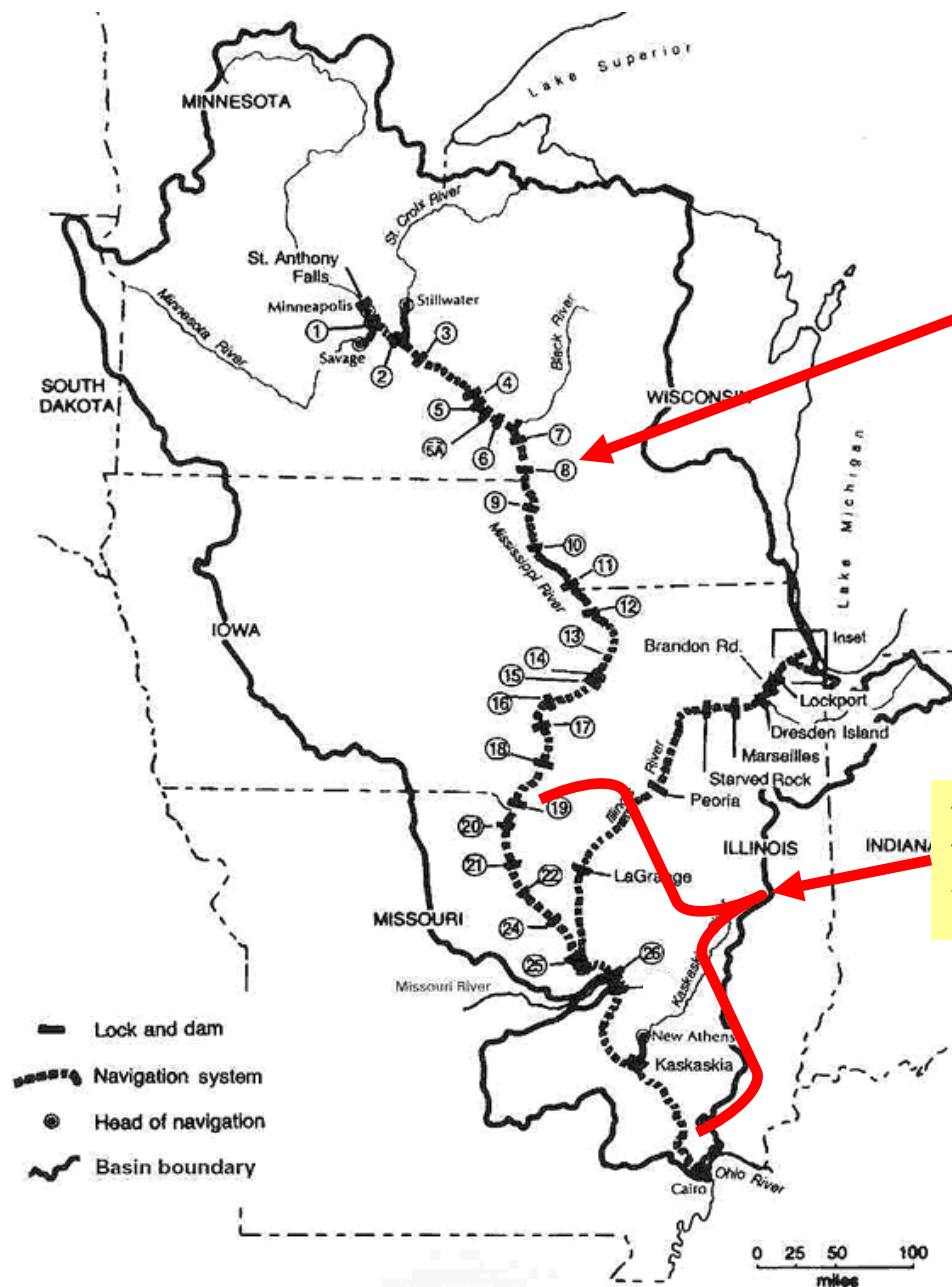 Lake Superior
MINNESOTA
St. Croix River
St. Anthony
Falls
Minneapolis
Stillwater
Minnesota River
Black River
1
3
Savage
2
SOUTH
DAKOTA
4
WISCONSIN
5
5A
6
7
8
Lake Michigan
9
Mississippi River
10
11
12
IOWA
13
Inset
Brandon Rd.
14
15
Lockport
16
17
Dresden Island
Marseilles
18
Starved Rock
Illinois River
Peoria
19
20
ILLINOIS
INDIANA
21
22
LaGrange
MISSOURI
24
25
26
Missouri River
Kaskaskia
New Athens
Kaskaskia
Lock and dam
Navigation system
Head of navigation
Basin boundary
Ohio River
Cairo
0 25 50 100
miles